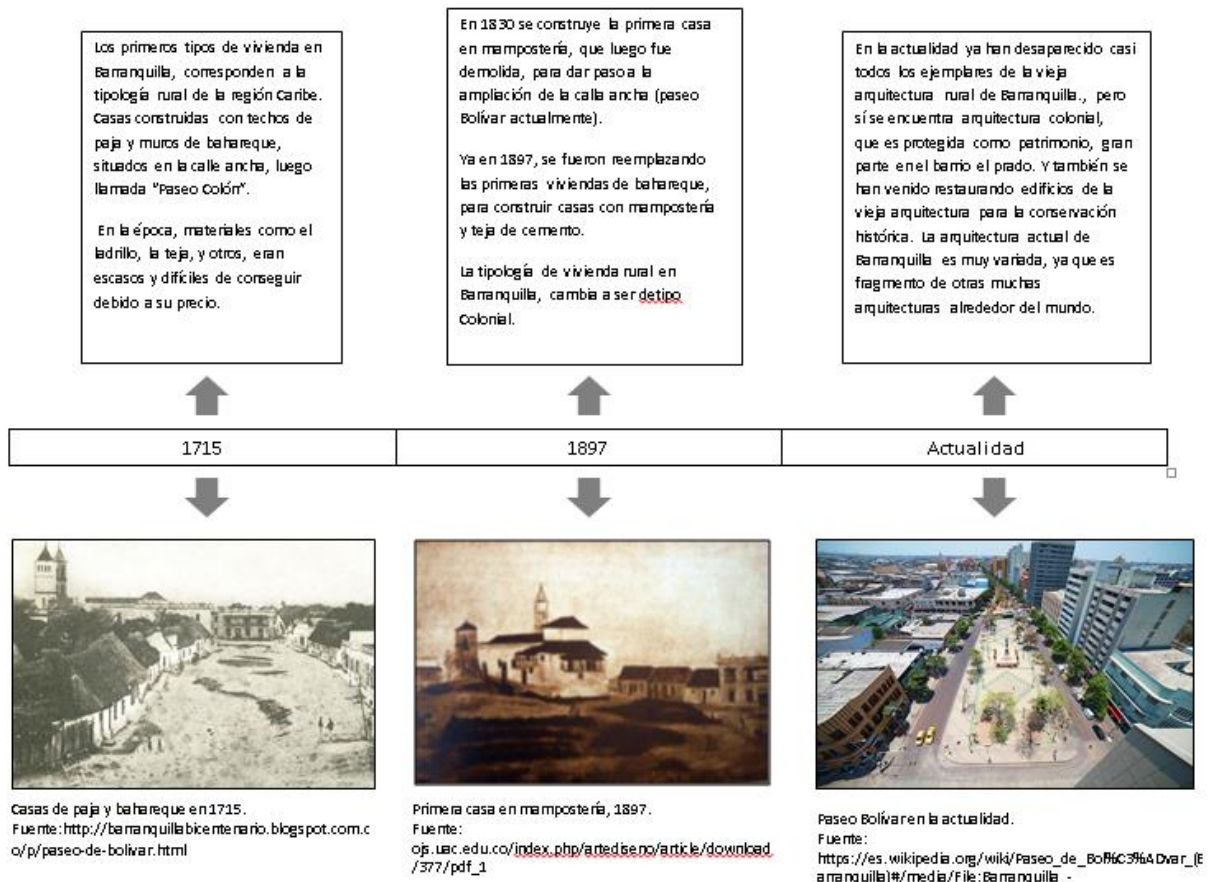 Los primeros tipos de vivienda en
Barranquilla, corresponden a la
tipología rural de la región Caribe.
Casas construidas con techos de
paja y muros de bahareque,
situados en la calle ancha, luego
llamada "Paseo Colón".
En la época, materiales como el
ladrillo, la teja, y otros, eran
escasos y difíciles de conseguir
debido a su precio.
En 1830 se construye la primera casa
en mampostería, que luego fue
demolida, para dar paso a la
ampliación de la calla ancha (paseo
Bolívar actualmente).
Ya en 1897, se fueron reemplazando
las primeras viviendas de bahareque,
para construir casas con mampostería
y teja de cemento.
La tipología de vivienda rural en
Barranquilla, cambia a ser detipo
Colonial.
En la actualidad ya han desaparecido casi
todos los ejemplares de la vieja
arquitectura rural de Barranquilla., pero
sí se encuentra arquitectura colonial,
que es protegida como patrimonio, gran
parte en el barrio el prado. Y también se
han venido restaurando edificios de la
vieja arquitectura para la conservación
histórica. La arquitectura actual de
Barranquilla es muy variada, ya que es
fragmento de otras muchas
arquitecturas alrededor del mundo.
1715
1897
Actualidad
Casas de paja y bahareque en 1715.
Fuente:http://barranquillabicentenario.blogspot.com.c
o/p/paseo-de-bolivar.html
Primera casa en mampostería, 1897.
Fuente:
ojs.uac.edu.co/index.php/artediseno/article/download
/377/pdf_1
Paseo Bolívar en la actualidad.
Fuente:
https://es.wikipedia.org/wiki/Paseo_de_Bol%C3%ADvar_(B
arranquilla)#/media/File:Barranquilla_-